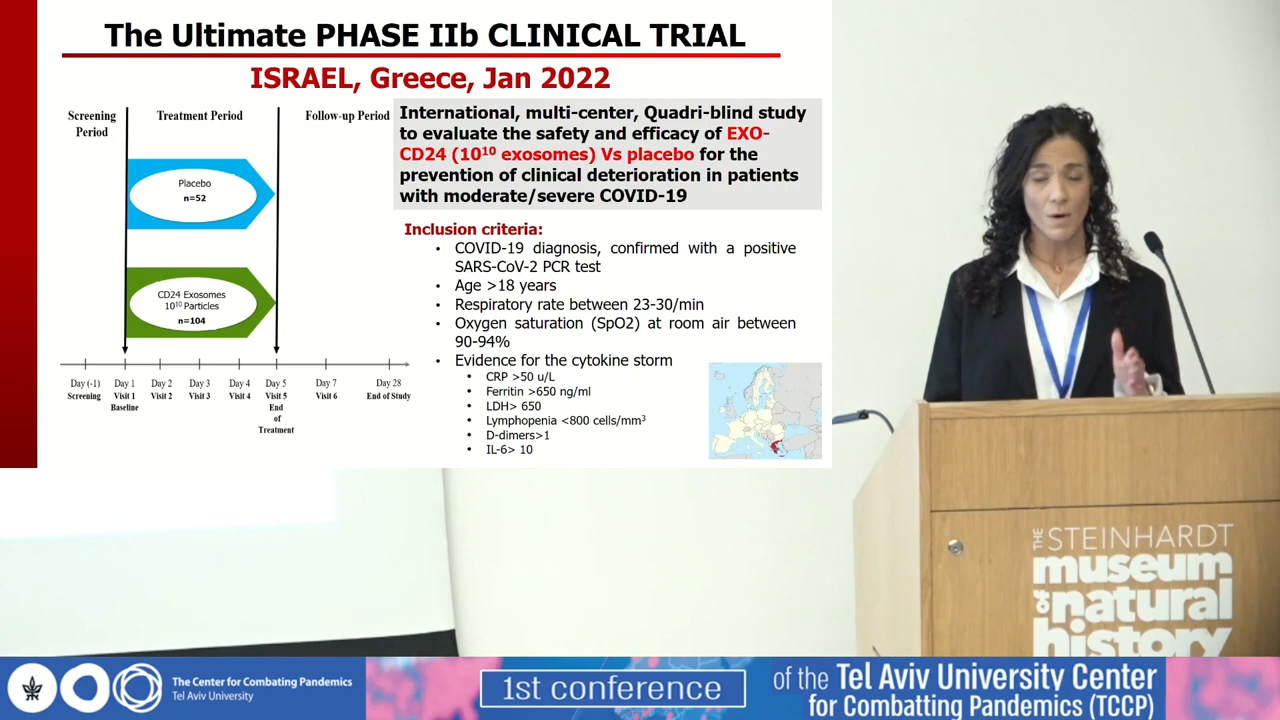 The Ultimate PHASE IIb CLINICAL TRIAL
ISRAEL, Greece, Jan 2022
Screening
Period
Treatment Period
Follow-up Period
Placebo
n=52
CD24 Exosomes
10¹⁰ Particles
n=104
Day (-1)
Screening
Day 1
Visit 1
Baseline
Day 2
Visit 2
Day 3
Visit 3
Day 4
Visit 4
Day 5
Visit 5
End
of
Treatment
Day 7
Visit 6
Day 28
End of Study
International, multi-center, Quadri-blind study
to evaluate the safety and efficacy of EXO-
CD24 (10¹⁰ exosomes) Vs placebo for the
prevention of clinical deterioration in patients
with moderate/severe COVID-19
Inclusion criteria:
• COVID-19 diagnosis, confirmed with a positive
SARS-CoV-2 PCR test
• Age >18 years
• Respiratory rate between 23-30/min
• Oxygen saturation (SpO2) at room air between
90-94%
• Evidence for the cytokine storm
• CRP >50 u/L
• Ferritin >650 ng/ml
• LDH> 650
• Lymphopenia <800 cells/mm³
• D-dimers>1
• IL-6> 10
THE STEINHARDT
museum
of natural
history
The Center for Combating Pandemics
Tel Aviv University
1st conference
of the Tel Aviv University Center
for Combatting Pandemics (TCCP)